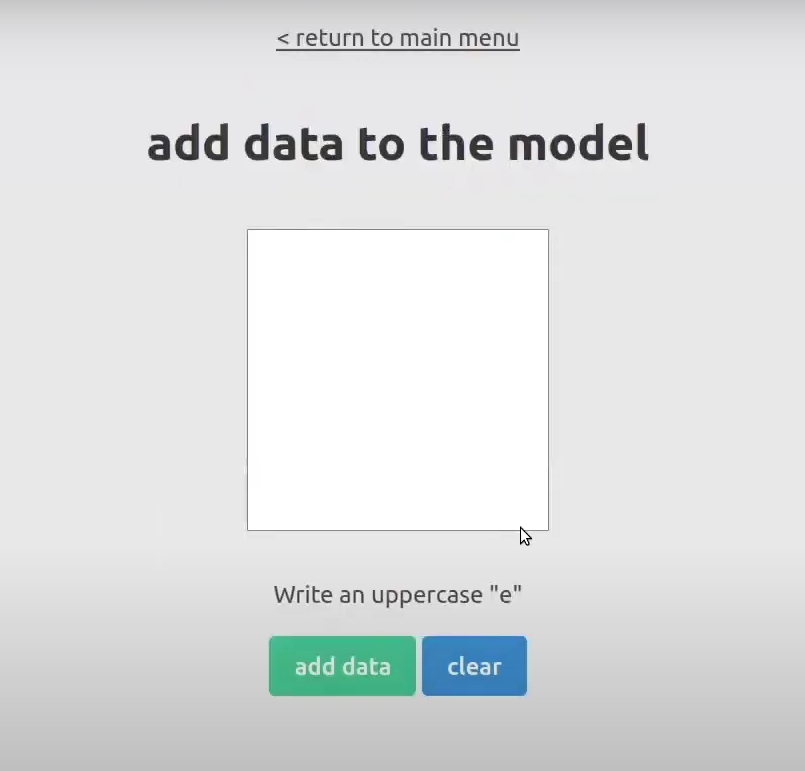 < return to main menu
add data to the model
Write an uppercase "e"
add data clear